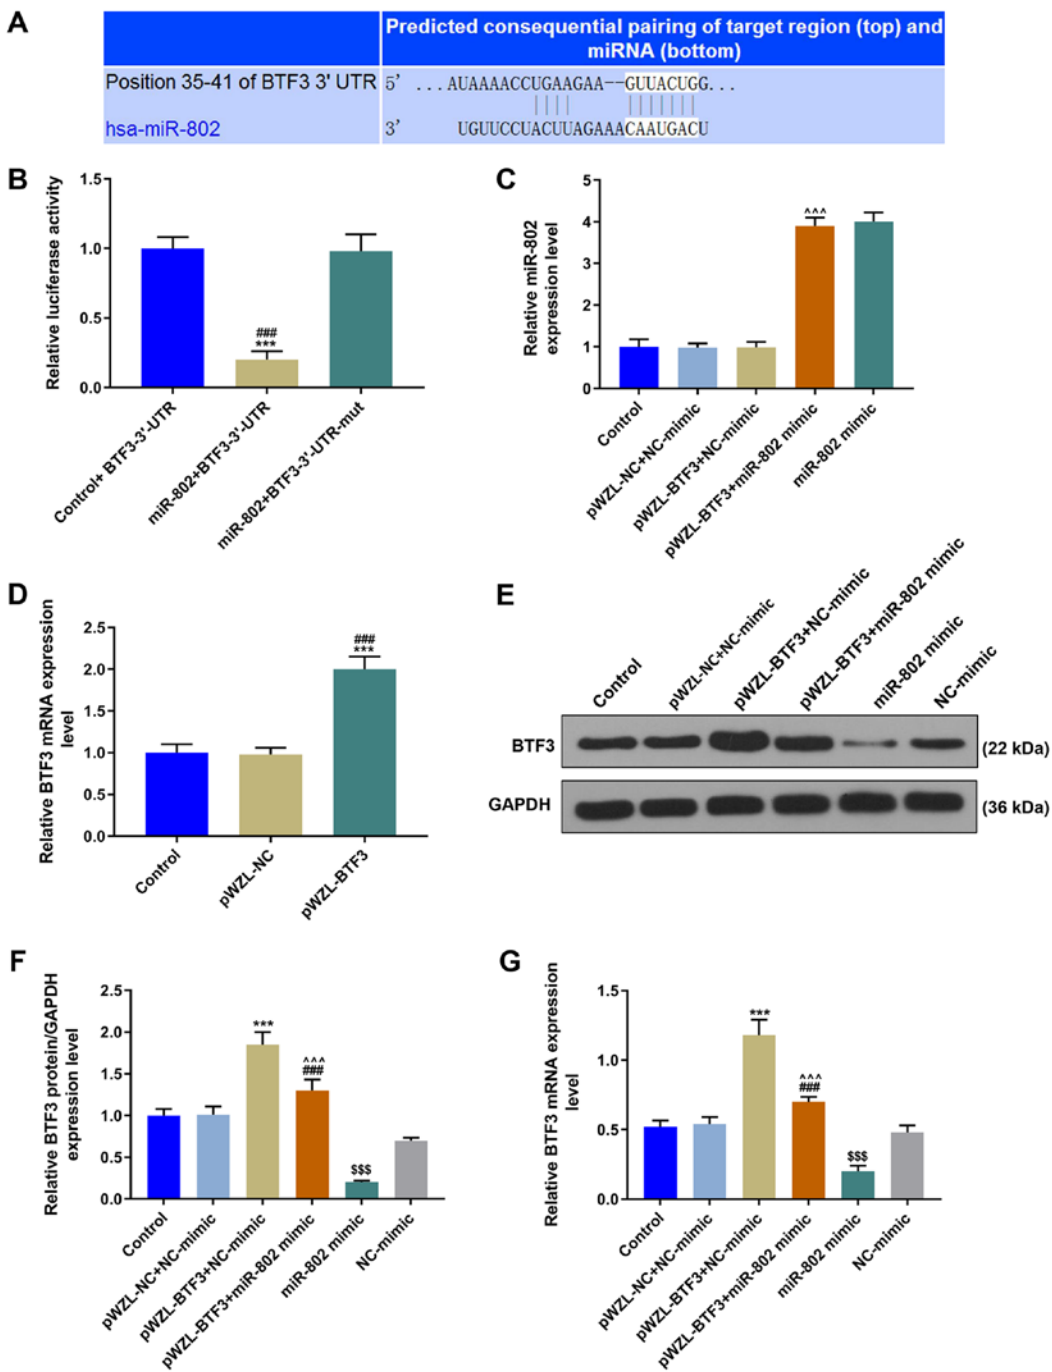 A
Predicted consequential pairing of target region (top) and
miRNA (bottom)
Position 35-41 of BTF3 3' UTR 5' ...AUAAAACCUGAAGAA--GUUACUGG...
hsa-miR-802 3' UGUUCCUACUUAGAAACAAUGACU
B
Relative luciferase activity
1.5
1.0
0.5
0.0
###
***
Control+ BTF3-3'-UTR
miR-802+BTF3-3'-UTR
miR-802+BTF3-3'-UTR-mut
C
Relative miR-802
expression level
5
4
3
2
1
0
^^^
Control
pWZL-NC+NC-mimic
pWZL-BTF3+NC-mimic
pWZL-BTF3+miR-802 mimic
miR-802 mimic
D
Relative BTF3 mRNA expression
level
2.5
2.0
1.5
1.0
0.5
0.0
###
***
Control
pWZL-NC
pWZL-BTF3
E
Control
pWZL-NC+NC-mimic
pWZL-BTF3+NC-mimic
pWZL-BTF3+miR-802 mimic
miR-802 mimic
NC-mimic
BTF3 (22 kDa)
GAPDH (36 kDa)
F
Relative BTF3 protein/GAPDH
expression level
2.5
2.0
1.5
1.0
0.5
0.0
***
^^^
###
$$$
Control
pWZL-NC+NC-mimic
pWZL-BTF3+NC-mimic
pWZL-BTF3+miR-802 mimic
miR-802 mimic
NC-mimic
G
Relative BTF3 mRNA expression
level
1.5
1.0
0.5
0.0
***
^^^
###
$$$
Control
pWZL-NC+NC-mimic
pWZL-BTF3+NC-mimic
pWZL-BTF3+miR-802 mimic
miR-802 mimic
NC-mimic